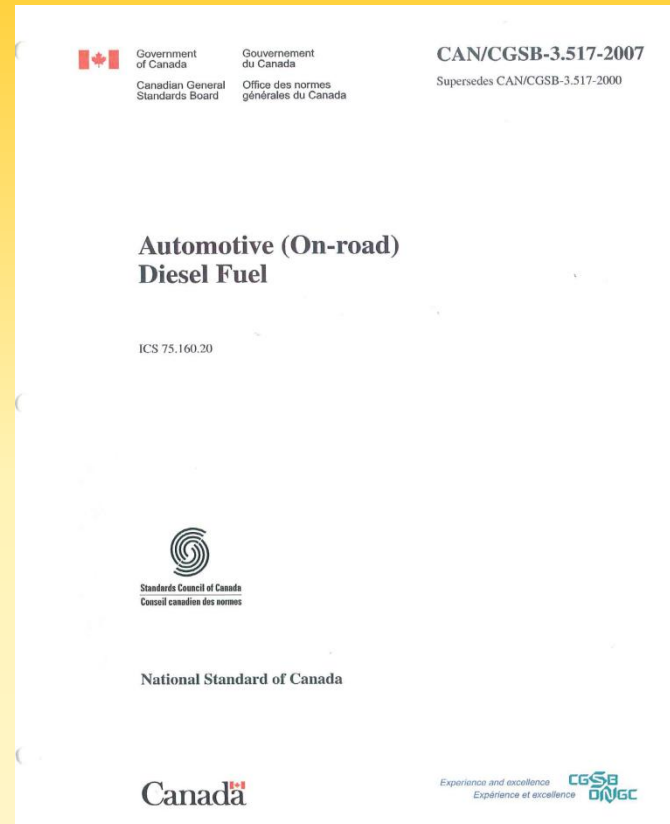 Government
of Canada
Gouvernement
du Canada
Canadian General
Standards Board
Office des normes
générales du Canada
CAN/CGSB-3.517-2007
Supersedes CAN/CGSB-3.517-2000
Automotive (On-road)
Diesel Fuel
ICS 75.160.20
Standards Council of Canada
Conseil canadien des normes
National Standard of Canada
Canada
Experience and excellence
Expérience et excellence
CGSB
ONGC